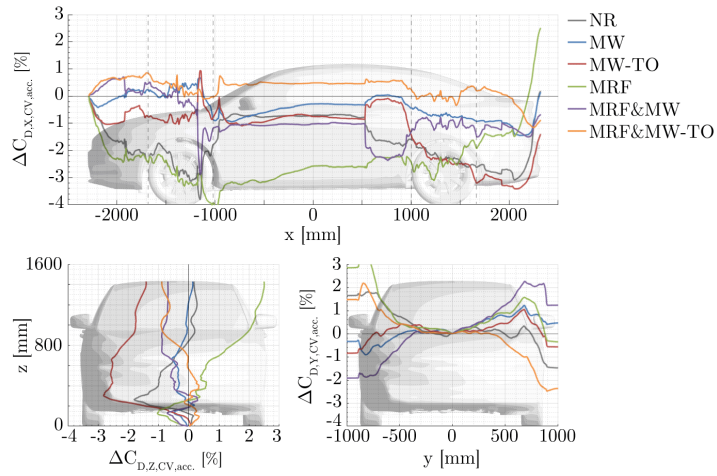 3
2
1
0
-1
-2
-3
-4
ΔC_D,X,CV,acc. [%]
-2000 -1000 0 1000 2000
x [mm]
NR
MW
MW-TO
MRF
MRF&MW
MRF&MW-TO
1600
800
0
z [mm]
-4 -3 -2 -1 0 1 2 3
ΔC_D,Z,CV,acc. [%]
3
2
1
0
-1
-2
-3
-4
ΔC_D,Y,CV,acc. [%]
-1000 -500 0 500 1000
y [mm]